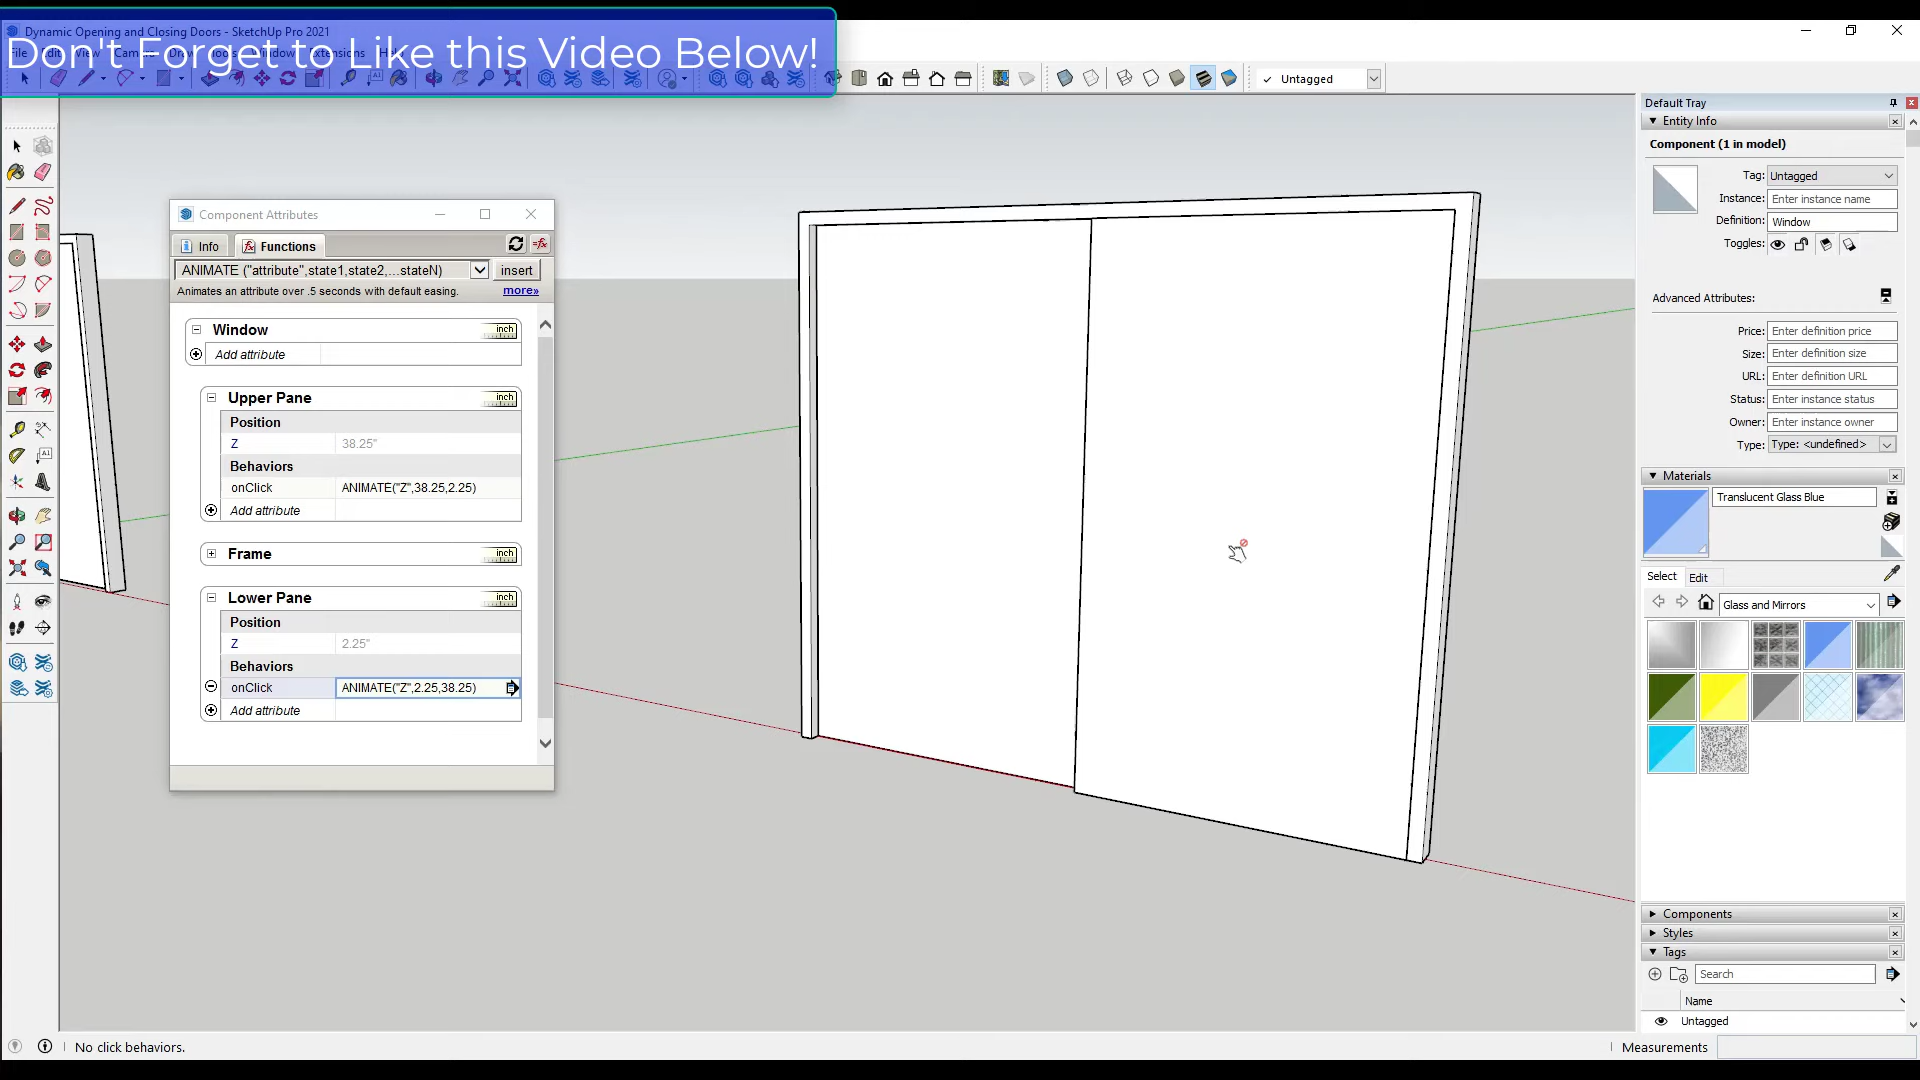 Dynamic Opening and Closing Doors - SketchUp Pro 2021
Don't Forget to Like this Video Below!
Untagged
Default Tray
Entity Info
Component (1 in model)
Tag: Untagged
Instance: Enter instance name
Definition: Window
Toggles:
Advanced Attributes:
Price: Enter definition price
Size: Enter definition size
URL: Enter definition URL
Status: Enter instance status
Owner: Enter instance owner
Type: Type: <undefined>
Materials
Translucent Glass Blue
Select Edit
Glass and Mirrors
Components
Styles
Tags
Search
Name
Untagged
Component Attributes
Info Functions
ANIMATE ("attribute",state1,state2,...stateN) insert
Animates an attribute over .5 seconds with default easing. more»
Window inch
Add attribute
Upper Pane inch
Position
Z 38.25"
Behaviors
onClick ANIMATE("Z",38.25,2.25)
Add attribute
Frame inch
Lower Pane inch
Position
Z 2.25"
Behaviors
onClick ANIMATE("Z",2.25,38.25)
Add attribute
No click behaviors.
Measurements